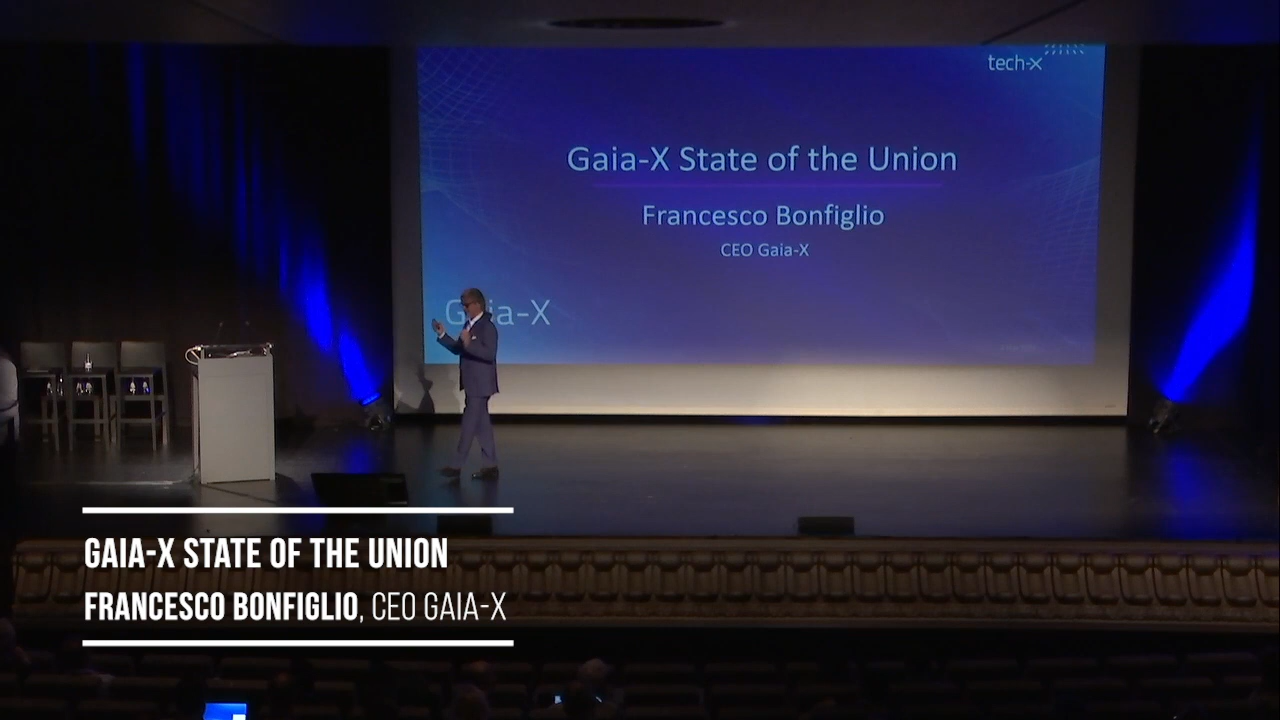 tech-x
Gaia-X State of the Union
Francesco Bonfiglio
CEO Gaia-X
GAIA-X STATE OF THE UNION
FRANCESCO BONFIGLIO, CEO GAIA-X